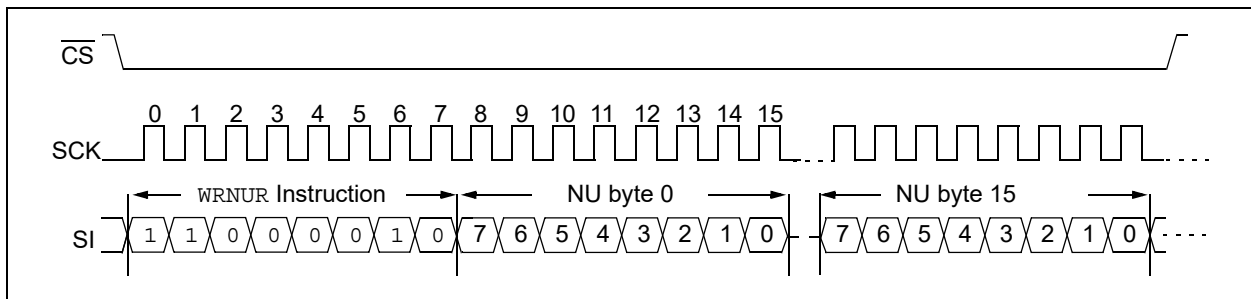 CS
0 1 2 3 4 5 6 7 8 9 10 11 12 13 14 15
SCK
WRNUR Instruction NU byte 0 NU byte 15
SI 1 1 0 0 0 0 1 0 7 6 5 4 3 2 1 0 7 6 5 4 3 2 1 0